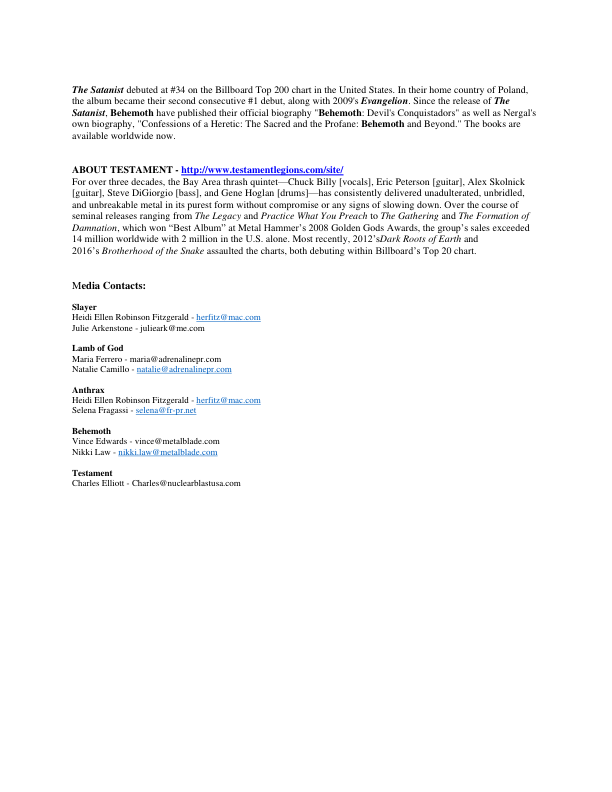 The Satanist debuted at #34 on the Billboard Top 200 chart in the United States. In their home country of Poland,
the album became their second consecutive #1 debut, along with 2009's Evangelion. Since the release of The
Satanist, Behemoth have published their official biography "Behemoth: Devil's Conquistadors" as well as Nergal's
own biography, "Confessions of a Heretic: The Sacred and the Profane: Behemoth and Beyond." The books are
available worldwide now.
ABOUT TESTAMENT - http://www.testamentlegions.com/site/
For over three decades, the Bay Area thrash quintet—Chuck Billy [vocals], Eric Peterson [guitar], Alex Skolnick
[guitar], Steve DiGiorgio [bass], and Gene Hoglan [drums]—has consistently delivered unadulterated, unbridled,
and unbreakable metal in its purest form without compromise or any signs of slowing down. Over the course of
seminal releases ranging from The Legacy and Practice What You Preach to The Gathering and The Formation of
Damnation, which won “Best Album” at Metal Hammer’s 2008 Golden Gods Awards, the group’s sales exceeded
14 million worldwide with 2 million in the U.S. alone. Most recently, 2012’sDark Roots of Earth and
2016’s Brotherhood of the Snake assaulted the charts, both debuting within Billboard’s Top 20 chart.
Media Contacts:
Slayer
Heidi Ellen Robinson Fitzgerald - herfitz@mac.com
Julie Arkenstone - julieark@me.com
Lamb of God
Maria Ferrero - maria@adrenalinepr.com
Natalie Camillo - natalie@adrenalinepr.com
Anthrax
Heidi Ellen Robinson Fitzgerald - herfitz@mac.com
Selena Fragassi - selena@fr-pr.net
Behemoth
Vince Edwards - vince@metalblade.com
Nikki Law - nikki.law@metalblade.com
Testament
Charles Elliott - Charles@nuclearblastusa.com